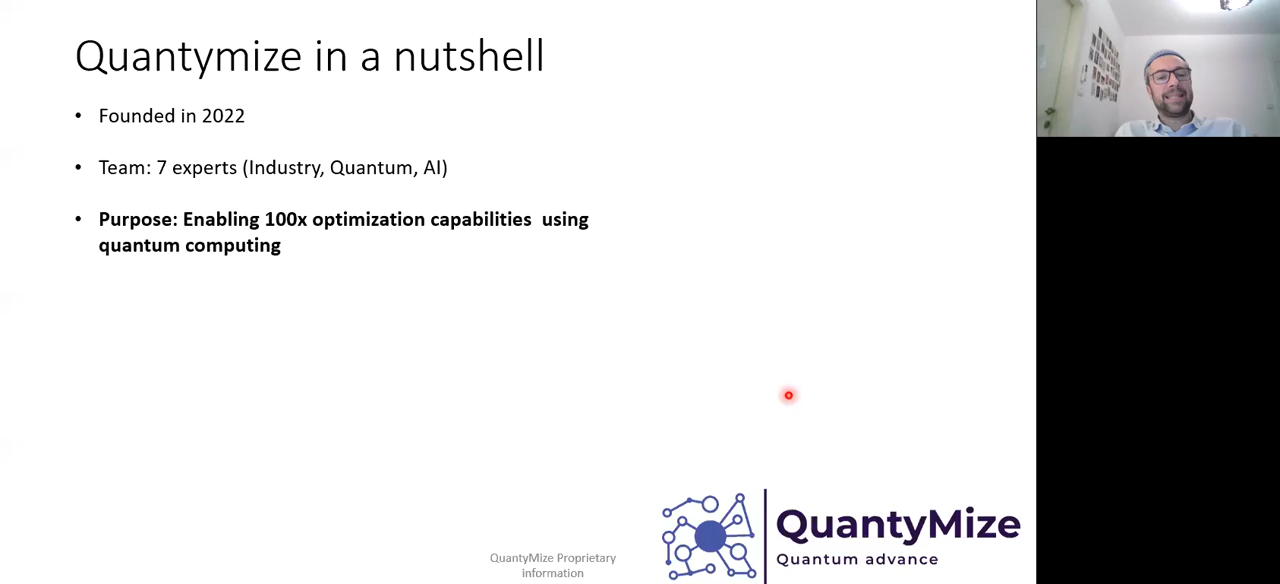 Quantymize in a nutshell
• Founded in 2022
• Team: 7 experts (Industry, Quantum, AI)
• Purpose: Enabling 100x optimization capabilities  using
quantum computing
QuantyMize
Quantum advance
QuantyMize Proprietary
information